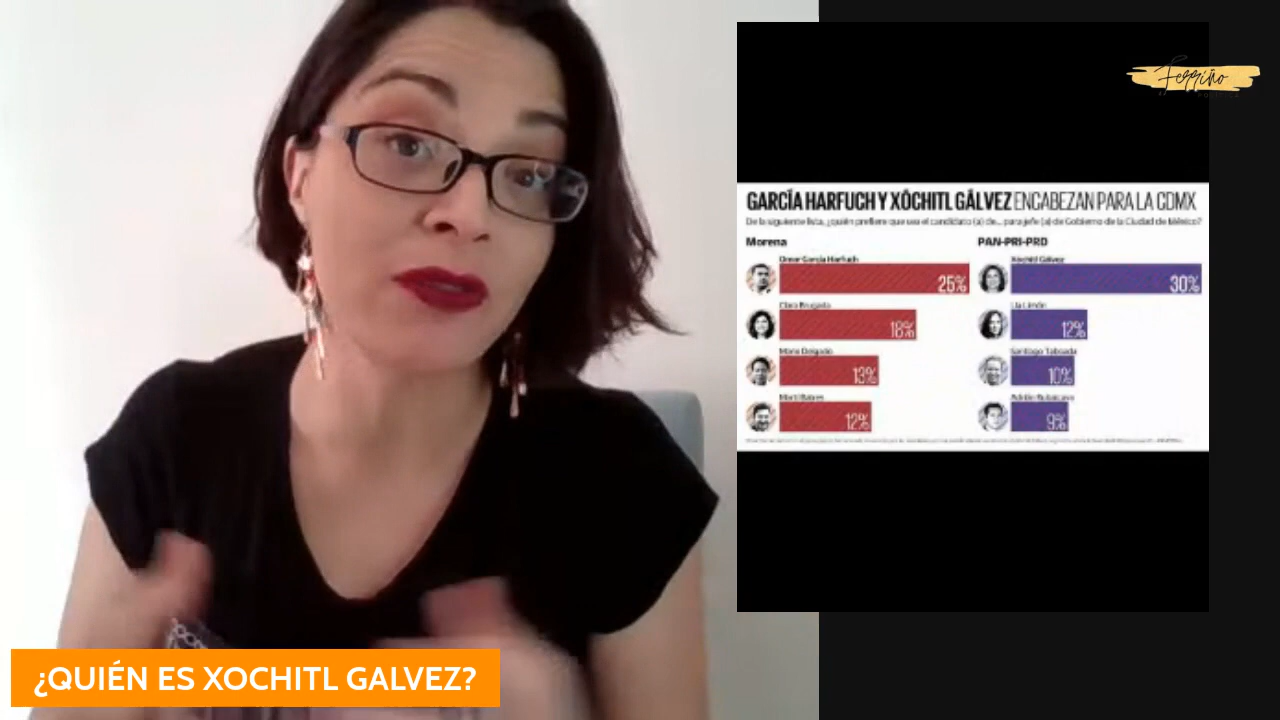 Ferriño
GARCÍA HARFUCH Y XÓCHITL GÁLVEZ ENCABEZAN PARA LA CDMX
De la siguiente lista, ¿quién prefiere que sea el candidato (a) de... para jefe (a) de Gobierno de la Ciudad de México?
Morena
Omar García Harfuch
25%
Clara Brugada
18%
Mario Delgado
13%
Martí Batres
12%
PAN-PRI-PRD
Xóchitl Gálvez
30%
Lía Limón
12%
Santiago Taboada
10%
Adrián Rubalcava
9%
¿QUIÉN ES XOCHITL GALVEZ?